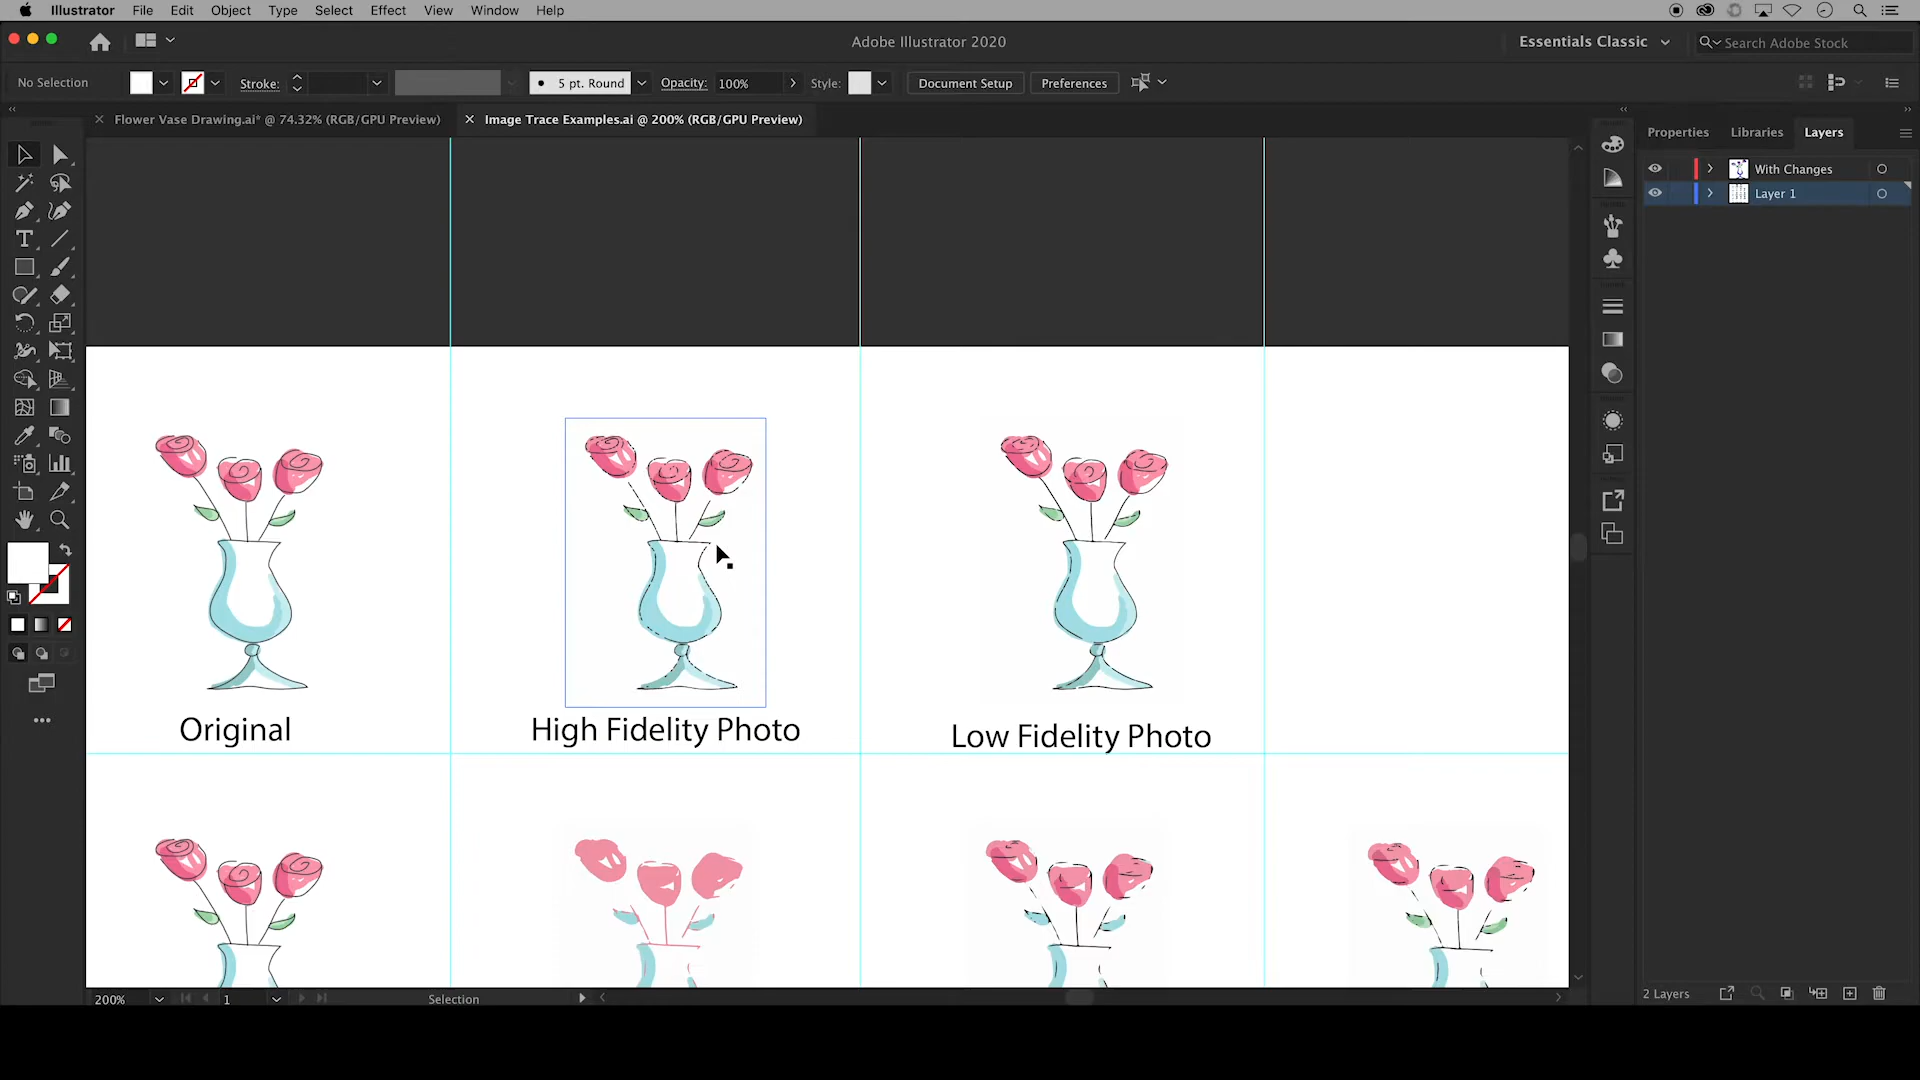 Illustrator File Edit Object Type Select Effect View Window Help
Adobe Illustrator 2020
Essentials Classic
Search Adobe Stock
No Selection
Stroke:
5 pt. Round
Opacity: 100%
Style:
Document Setup
Preferences
Flower Vase Drawing.ai* @ 74.32% (RGB/GPU Preview)
Image Trace Examples.ai @ 200% (RGB/GPU Preview)
Properties Libraries Layers
With Changes
Layer 1
Original
High Fidelity Photo
Low Fidelity Photo
200%
1
Selection
2 Layers